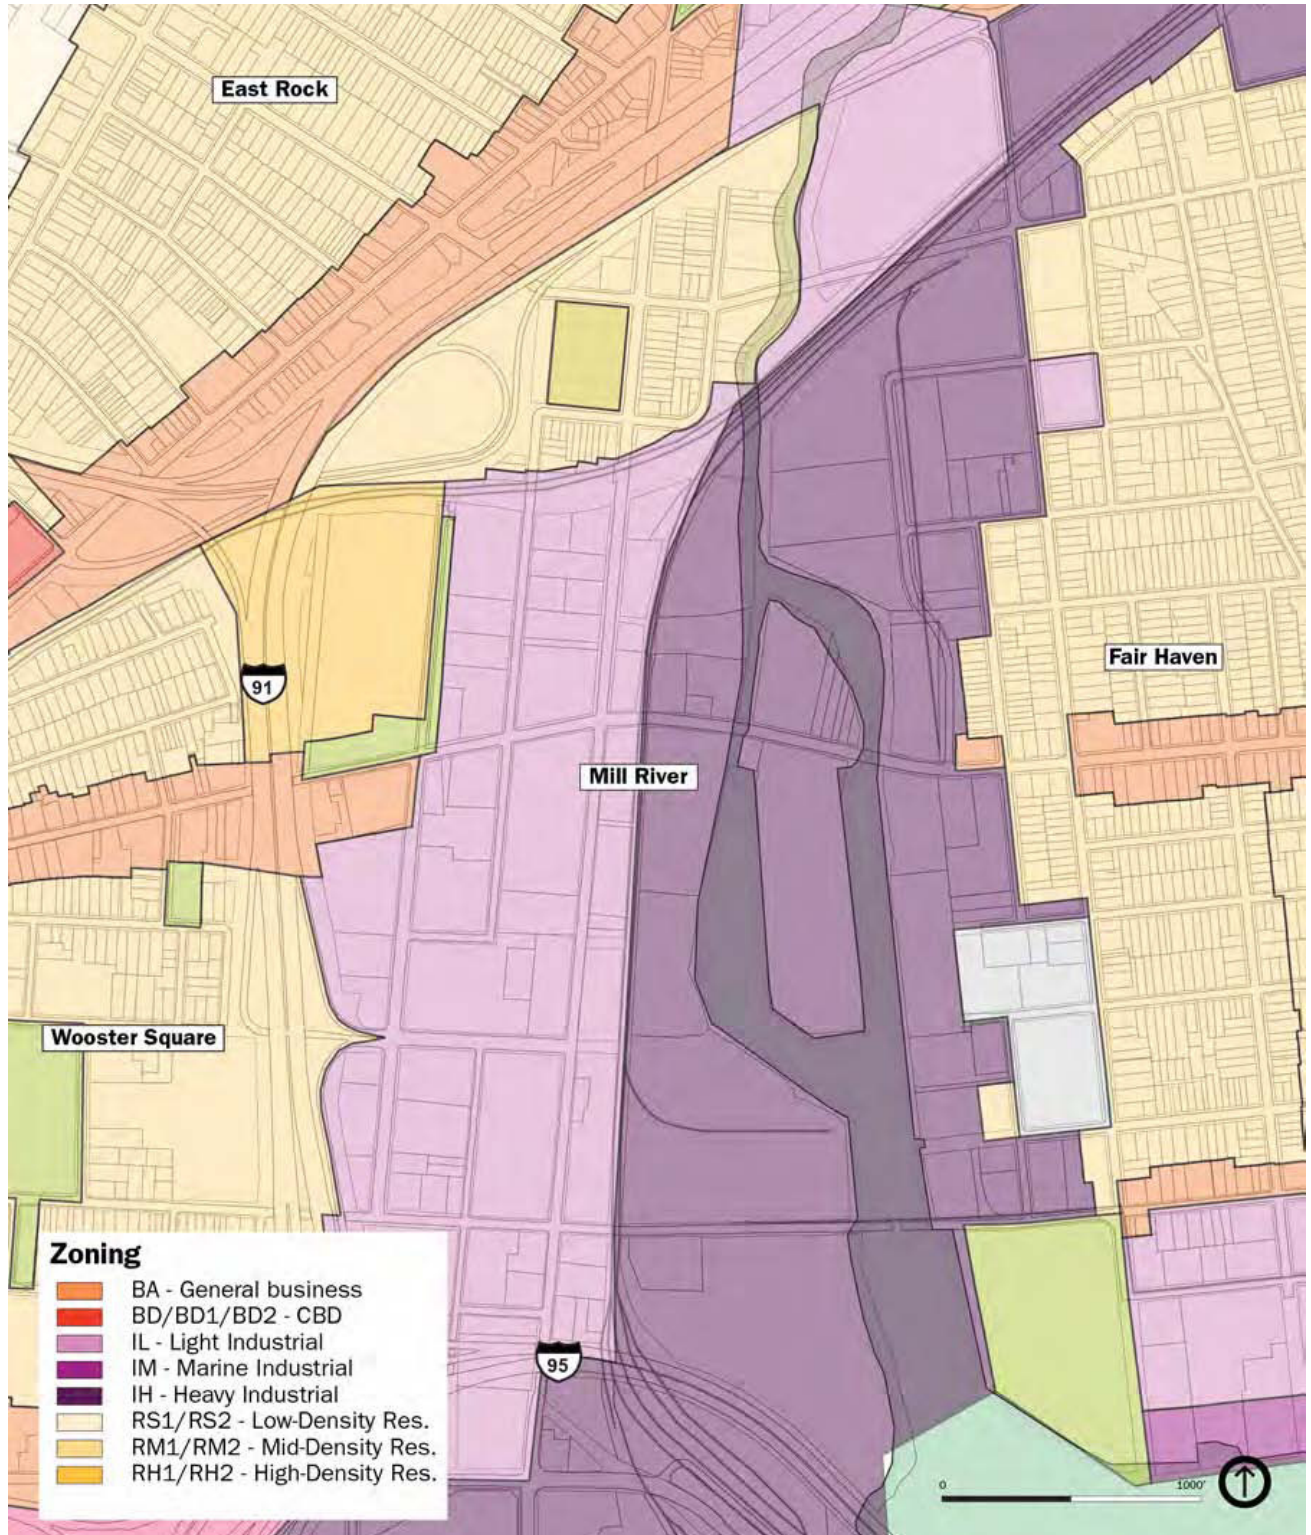 East Rock
91
Fair Haven
Mill River
Wooster Square
Zoning
BA - General business
BD/BD1/BD2 - CBD
IL - Light Industrial
IM - Marine Industrial
IH - Heavy Industrial
RS1/RS2 - Low-Density Res.
RM1/RM2 - Mid-Density Res.
RH1/RH2 - High-Density Res.
95
0 1000'